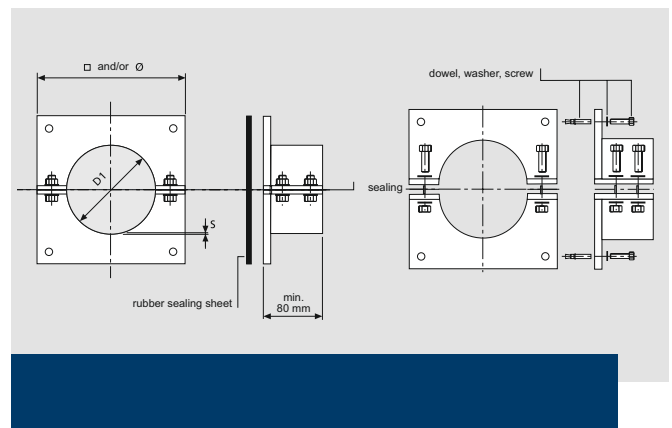 □ and/or Ø
dowel, washer, screw
D1
sealing
S
rubber sealing sheet
min.
80 mm